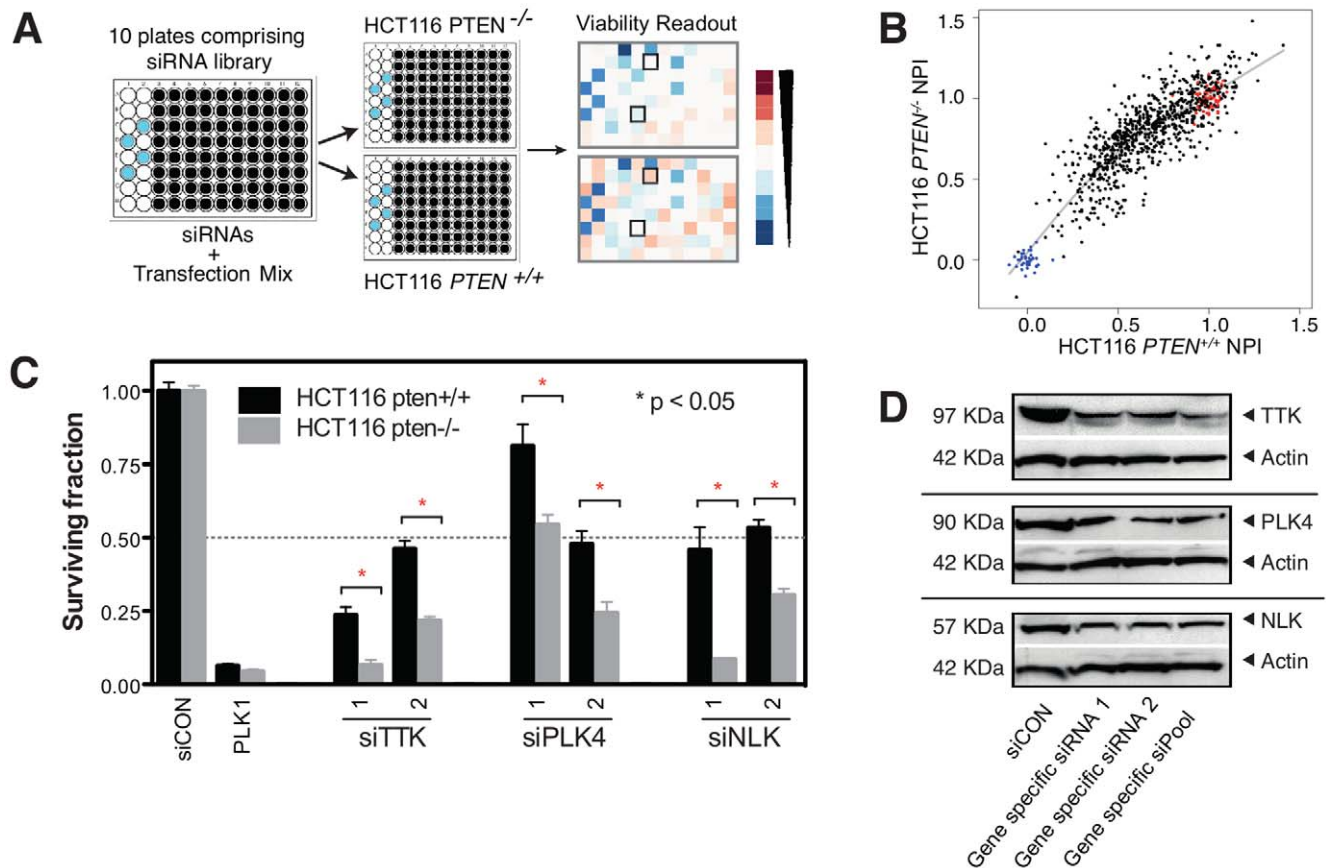 A
10 plates comprising
siRNA library
siRNAs
+
Transfection Mix
HCT116 PTEN -/-
HCT116 PTEN +/+
Viability Readout
B
HCT116 PTEN-/- NPI
1.5
1.0
0.5
0.0
0.0 0.5 1.0 1.5
HCT116 PTEN+/+ NPI
C
Surviving fraction
1.00
0.75
0.50
0.25
0.00
HCT116 pten+/+
HCT116 pten-/-
* p < 0.05
* * * * * *
siCON
PLK1
1 2
siTTK
1 2
siPLK4
1 2
siNLK
D
97 KDa TTK
42 KDa Actin
90 KDa PLK4
42 KDa Actin
57 KDa NLK
42 KDa Actin
siCON
Gene specific siRNA 1
Gene specific siRNA 2
Gene specific siPool